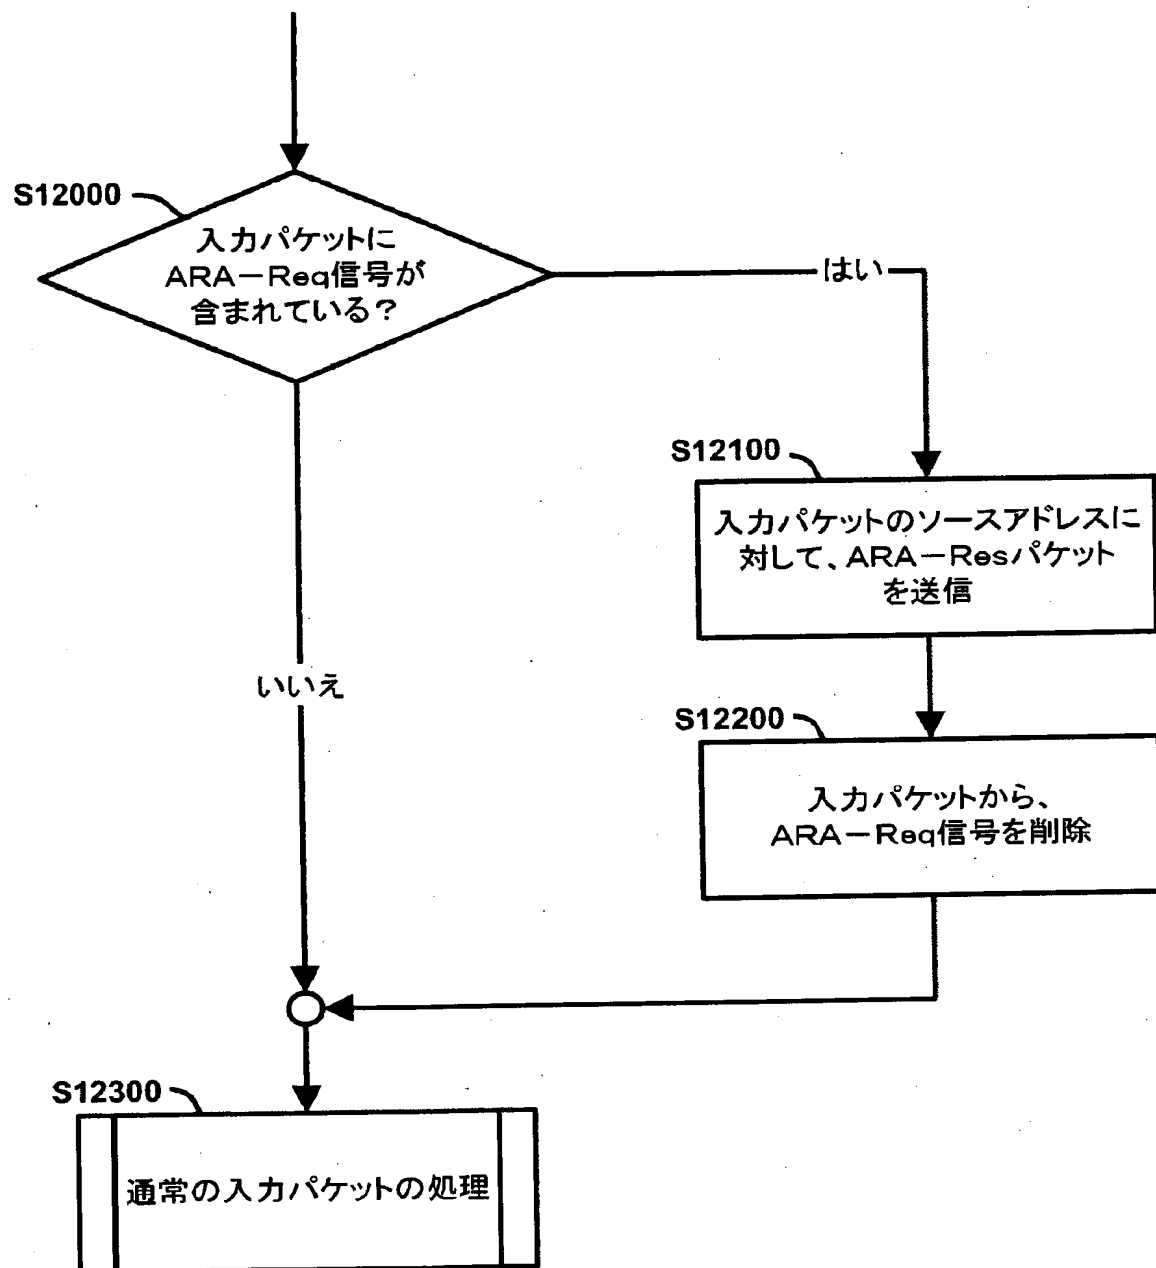 S12000
入力パケットに
ARA－Req信号が
含まれている？
はい
S12100
入力パケットのソースアドレスに
対して、ARA－Resパケット
を送信
いいえ
S12200
入力パケットから、
ARA－Req信号を削除
S12300
通常の入力パケットの処理